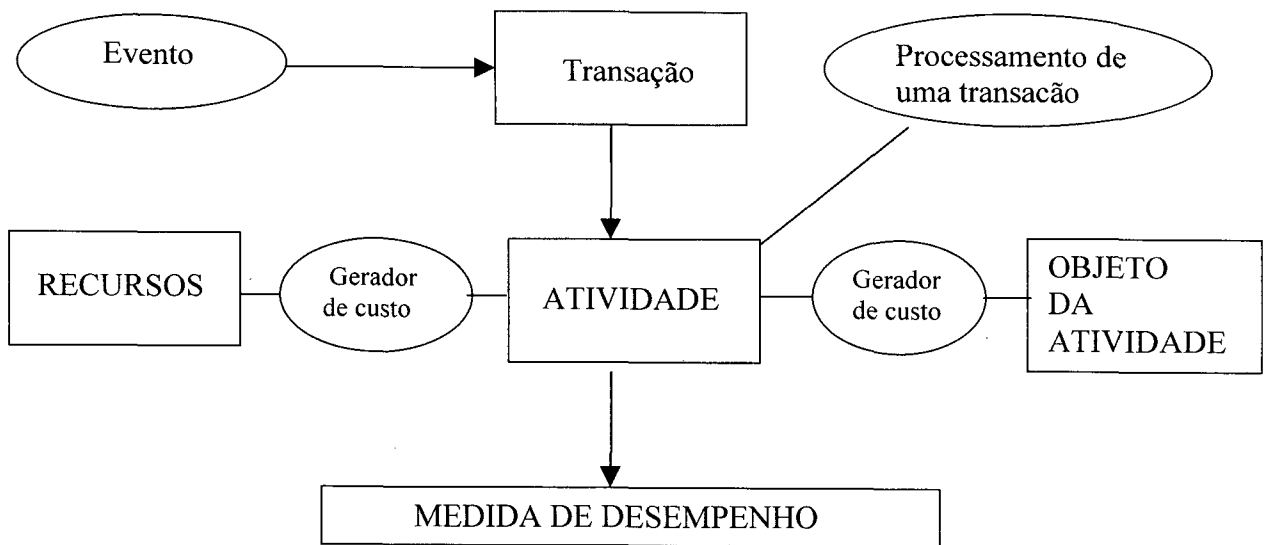 Evento
Transação
Processamento de
uma transacão
RECURSOS
Gerador
de custo
ATIVIDADE
Gerador
de custo
OBJETO
DA
ATIVIDADE
MEDIDA DE DESEMPENHO